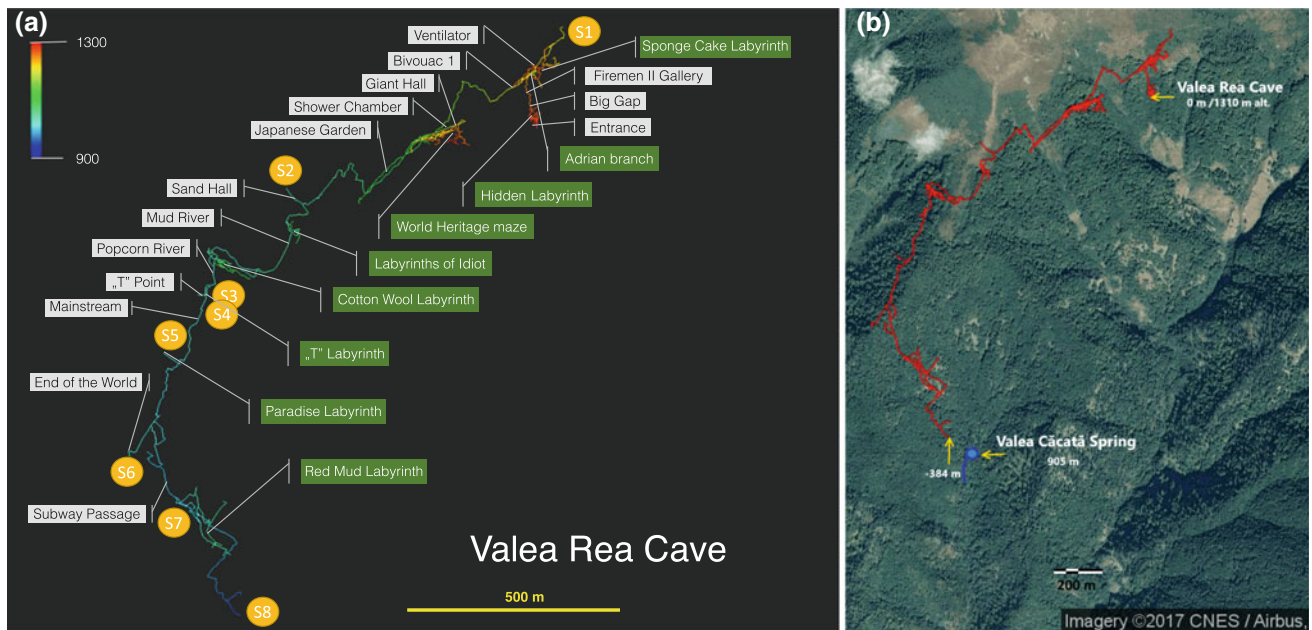 (a)
1300
900
Ventilator
S1
Sponge Cake Labyrinth
Bivouac 1
Firemen II Gallery
Giant Hall
Big Gap
Shower Chamber
Entrance
Japanese Garden
Adrian branch
S2
Sand Hall
Hidden Labyrinth
Mud River
World Heritage maze
Popcorn River
Labyrinths of Idiot
„T” Point
S3
Cotton Wool Labyrinth
Mainstream
S4
S5
„T” Labyrinth
End of the World
Paradise Labyrinth
S6
Red Mud Labyrinth
Subway Passage
S7
Valea Rea Cave
500 m
S8
(b)
Valea Rea Cave
0 m /1310 m alt.
Valea Căcată Spring
905 m
-384 m
200 m
Imagery ©2017 CNES / Airbus,